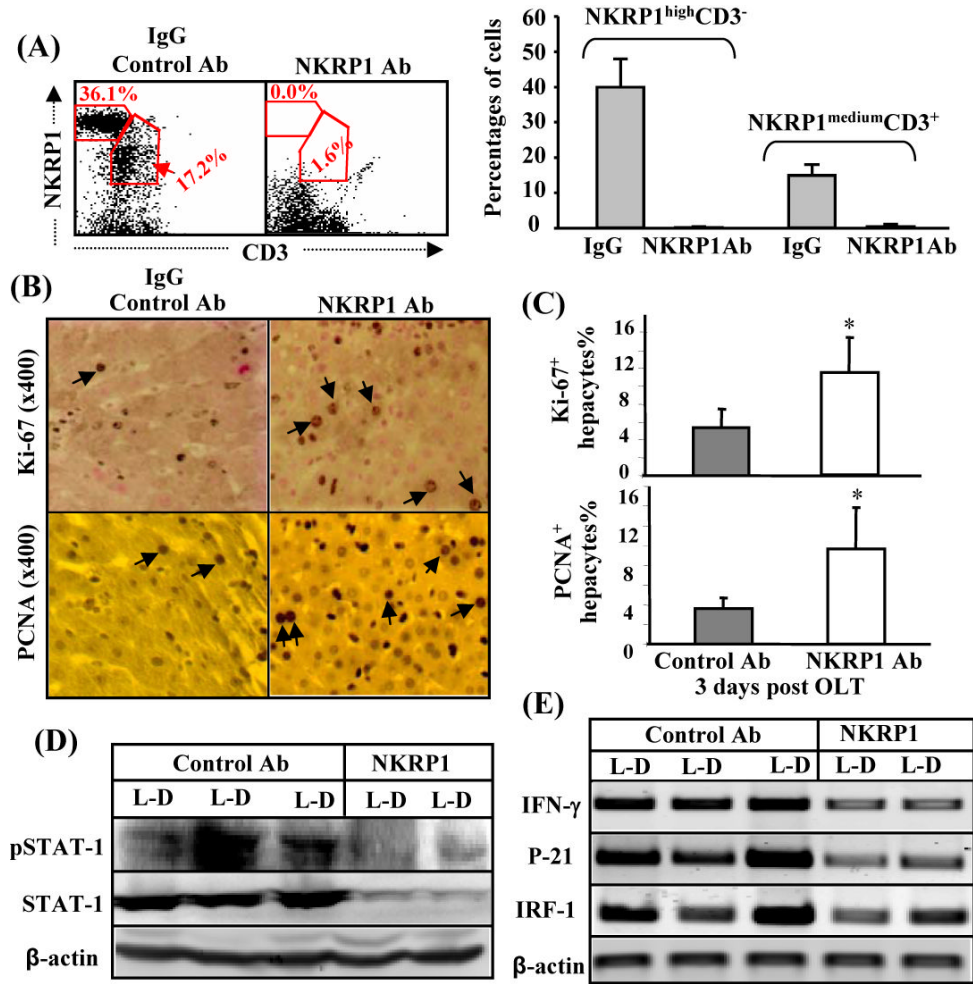 (A)
IgG
Control Ab
NKRP1 Ab
36.1%
17.2%
0.0%
1.6%
NKRP1
CD3
Percentages of cells
60
50
40
30
20
10
0
NKRP1highCD3-
NKRP1mediumCD3+
IgG NKRP1Ab IgG NKRP1Ab
(B)
IgG
Control Ab
NKRP1 Ab
Ki-67 (x400)
PCNA (x400)
(C)
Ki-67+
hepacytes%
16
12
8
4
0
*
PCNA+
hepacytes%
16
12
8
4
0
*
Control Ab NKRP1 Ab
3 days post OLT
(D)
Control Ab NKRP1
L-D L-D L-D L-D L-D
pSTAT-1
STAT-1
β-actin
(E)
Control Ab NKRP1
L-D L-D L-D L-D L-D
IFN-γ
P-21
IRF-1
β-actin